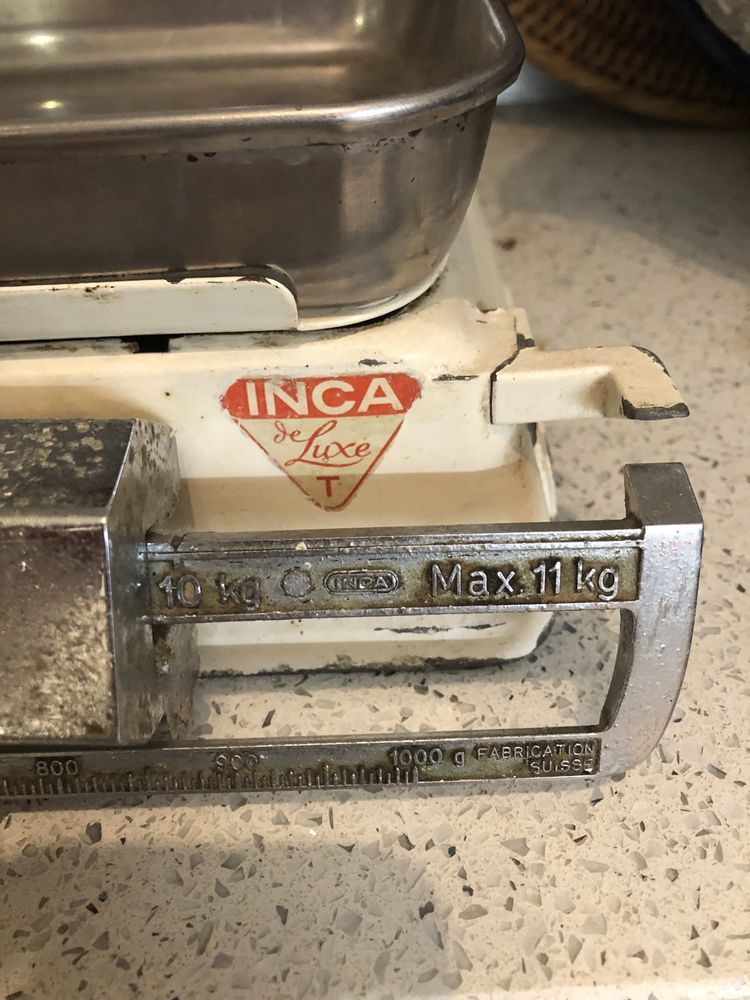 INCA
de Luxe
T
10 kg INCA Max. 11 kg
800 900 1000 g FABRICATION
SUISSE